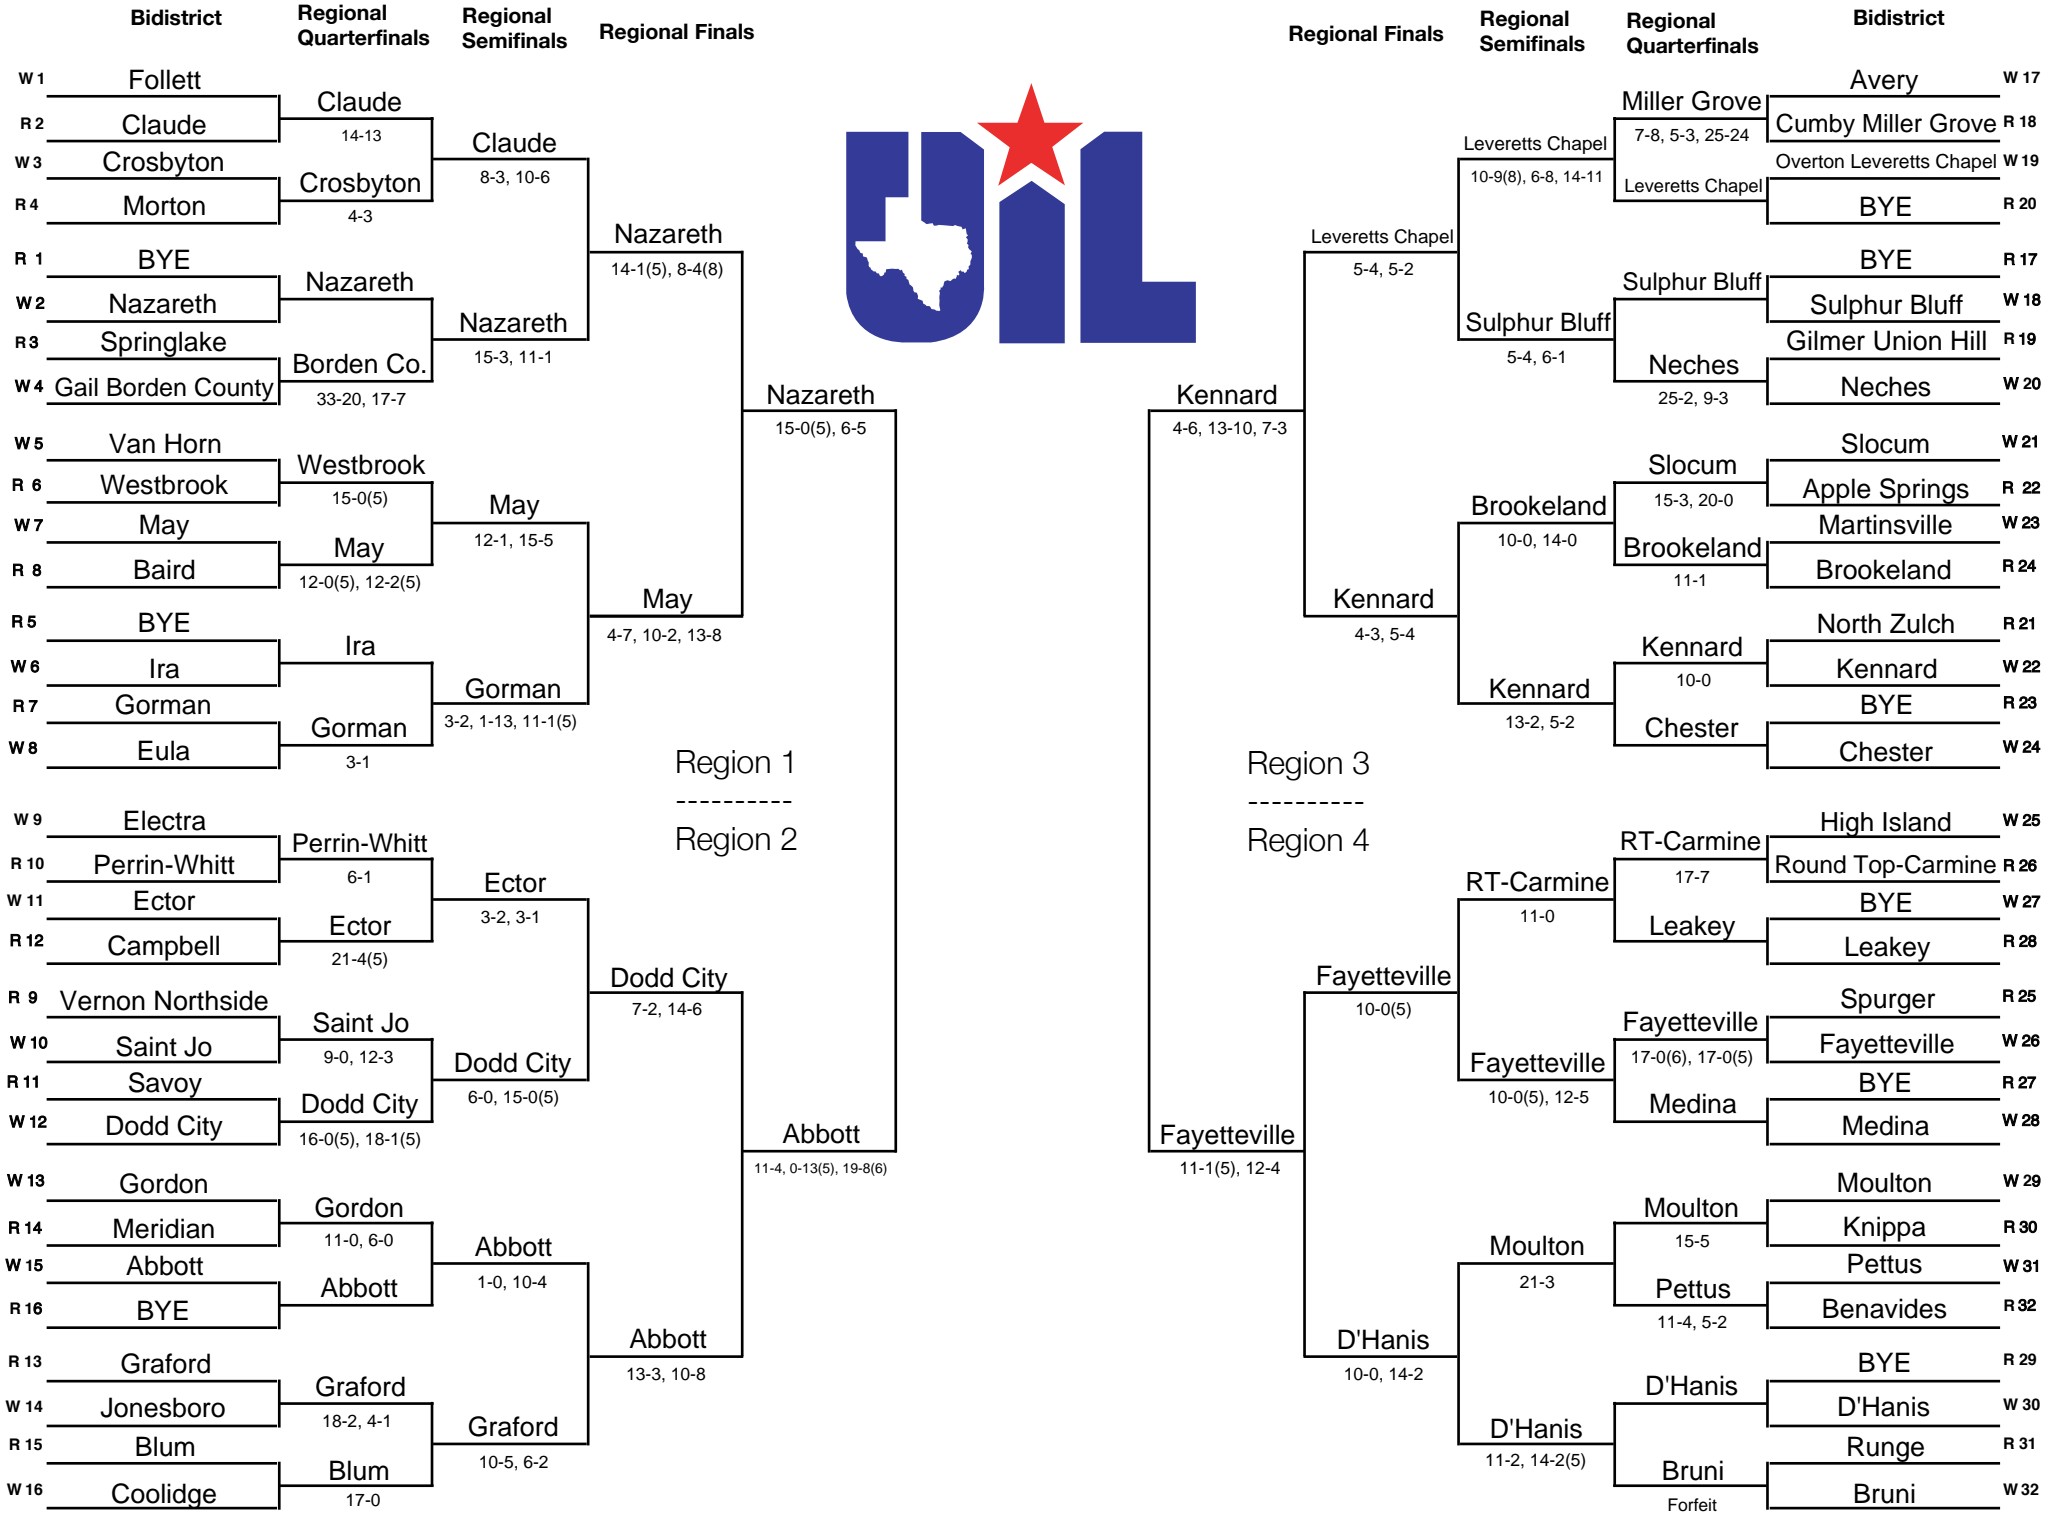 Bidistrict
Regional
Quarterfinals
Regional
Semifinals
Regional Finals
W 1
Follett
R 2
Claude
W 3
Crosbyton
R 4
Morton
R 1
BYE
W 2
Nazareth
R 3
Springlake
W 4
Gail Borden County
W 5
Van Horn
R 6
Westbrook
W 7
May
R 8
Baird
R 5
BYE
W 6
Ira
R 7
Gorman
W 8
Eula
W 9
Electra
R 10
Perrin-Whitt
W 11
Ector
R 12
Campbell
R 9
Vernon Northside
W 10
Saint Jo
R 11
Savoy
W 12
Dodd City
W 13
Gordon
R 14
Meridian
W 15
Abbott
R 16
BYE
R 13
Graford
W 14
Jonesboro
R 15
Blum
W 16
Coolidge
Claude
14-13
Crosbyton
4-3
Nazareth
Borden Co.
33-20, 17-7
Westbrook
15-0(5)
May
12-0(5), 12-2(5)
Ira
Gorman
3-1
Perrin-Whitt
6-1
Ector
21-4(5)
Saint Jo
9-0, 12-3
Dodd City
16-0(5), 18-1(5)
Gordon
11-0, 6-0
Abbott
Graford
18-2, 4-1
Blum
17-0
Claude
8-3, 10-6
Nazareth
15-3, 11-1
May
12-1, 15-5
Gorman
3-2, 1-13, 11-1(5)
Ector
3-2, 3-1
Dodd City
6-0, 15-0(5)
Abbott
1-0, 10-4
Graford
10-5, 6-2
Nazareth
14-1(5), 8-4(8)
May
4-7, 10-2, 13-8
Dodd City
7-2, 14-6
Abbott
13-3, 10-8
Nazareth
15-0(5), 6-5
Abbott
11-4, 0-13(5), 19-8(6)
Region 1
----------
Region 2
UIL
Regional Finals
Regional
Semifinals
Regional
Quarterfinals
Bidistrict
Kennard
4-6, 13-10, 7-3
Fayetteville
11-1(5), 12-4
Region 3
----------
Region 4
Leveretts Chapel
5-4, 5-2
Kennard
4-3, 5-4
Fayetteville
10-0(5)
D'Hanis
10-0, 14-2
Leveretts Chapel
10-9(8), 6-8, 14-11
Sulphur Bluff
5-4, 6-1
Brookeland
10-0, 14-0
Kennard
13-2, 5-2
RT-Carmine
11-0
Fayetteville
10-0(5), 12-5
Moulton
21-3
D'Hanis
11-2, 14-2(5)
Miller Grove
7-8, 5-3, 25-24
Leveretts Chapel
Sulphur Bluff
Neches
25-2, 9-3
Slocum
15-3, 20-0
Brookeland
11-1
Kennard
10-0
Chester
RT-Carmine
17-7
Leakey
Fayetteville
17-0(6), 17-0(5)
Medina
Moulton
15-5
Pettus
11-4, 5-2
D'Hanis
Bruni
Forfeit
Avery
W 17
Cumby Miller Grove
R 18
Overton Leveretts Chapel
W 19
BYE
R 20
BYE
R 17
Sulphur Bluff
W 18
Gilmer Union Hill
R 19
Neches
W 20
Slocum
W 21
Apple Springs
R 22
Martinsville
W 23
Brookeland
R 24
North Zulch
R 21
Kennard
W 22
BYE
R 23
Chester
W 24
High Island
W 25
Round Top-Carmine
R 26
BYE
W 27
Leakey
R 28
Spurger
R 25
Fayetteville
W 26
BYE
R 27
Medina
W 28
Moulton
W 29
Knippa
R 30
Pettus
W 31
Benavides
R 32
BYE
R 29
D'Hanis
W 30
Runge
R 31
Bruni
W 32